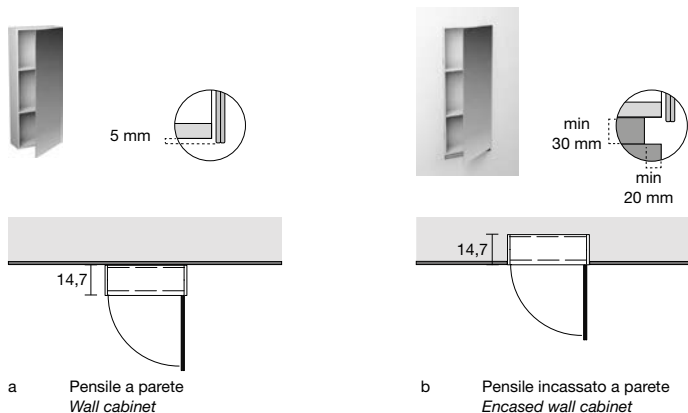 5 mm
min
30 mm
min
20 mm
14,7
14,7
a Pensile a parete
Wall cabinet
b Pensile incassato a parete
Encased wall cabinet